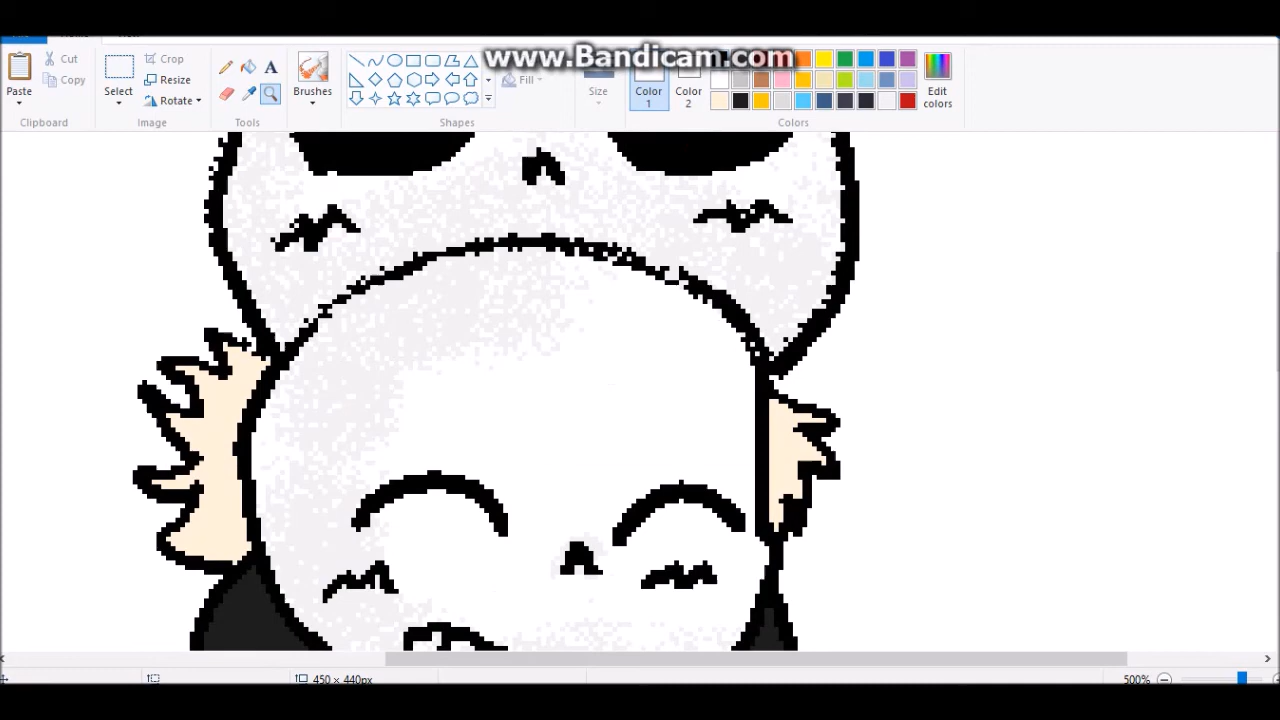 www.Bandicam.com
Cut
Crop
Paste
Copy
Select
Resize
Rotate
Brushes
Fill
Size
Color
1
Color
2
Edit
colors
Clipboard
Image
Tools
Shapes
Colors
450 × 440px
500%